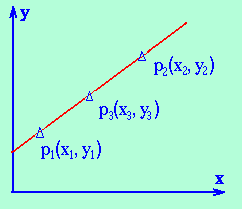 y
p₂(x₂, y₂)
p₃(x₃, y₃)
p₁(x₁, y₁)
x